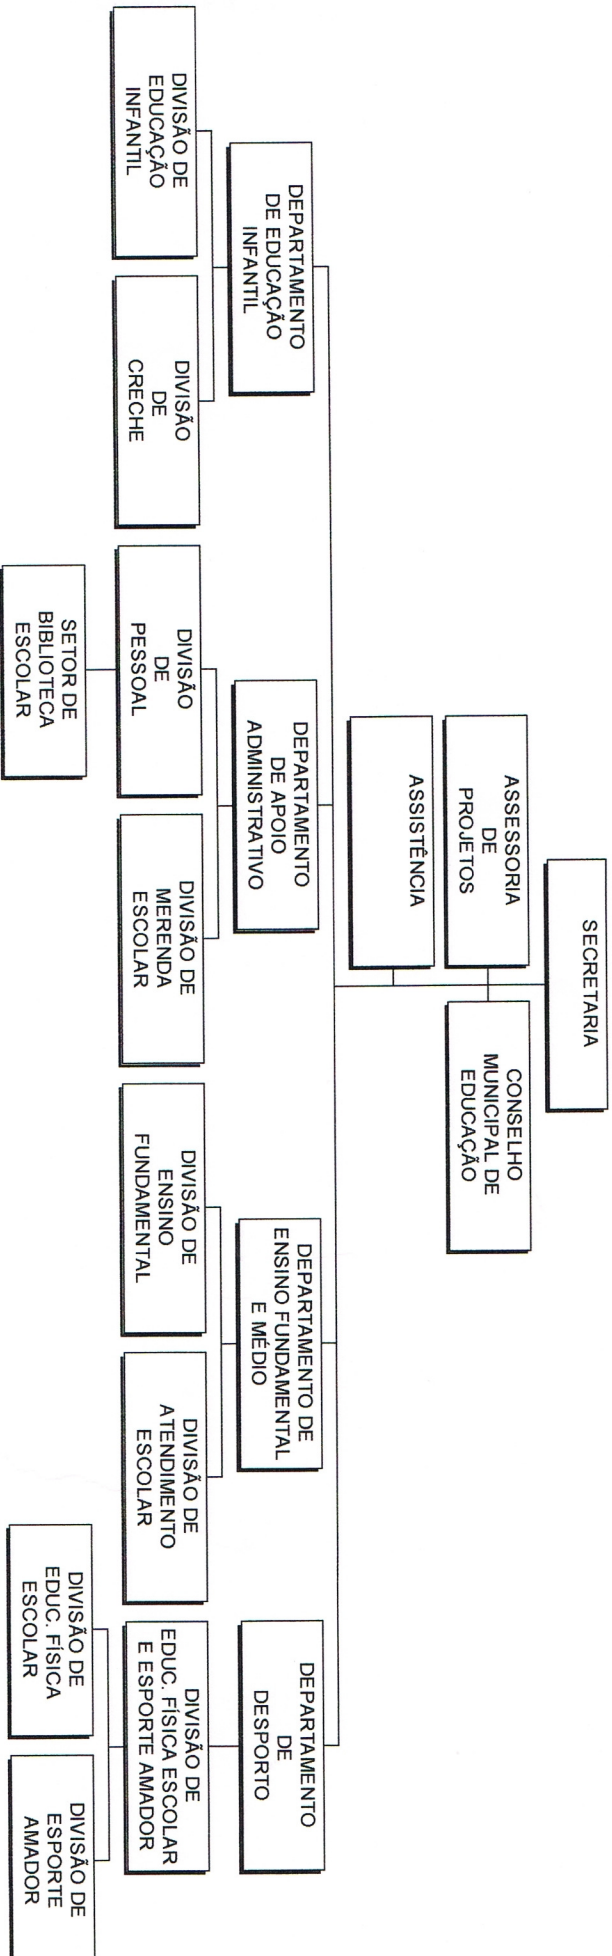 SECRETARIA
ASSESSORIA
DE
PROJETOS
CONSELHO
MUNICIPAL DE
EDUCAÇÃO
ASSISTÊNCIA
DEPARTAMENTO
DE EDUCAÇÃO
INFANTIL
DEPARTAMENTO
DE APOIO
ADMINISTRATIVO
DEPARTAMENTO DE
ENSINO FUNDAMENTAL
E MÉDIO
DEPARTAMENTO
DE
DESPORTO
DIVISÃO DE
EDUCAÇÃO
INFANTIL
DIVISÃO
DE
CRECHE
DIVISÃO
DE
PESSOAL
DIVISÃO DE
MERENDA
ESCOLAR
DIVISÃO DE
ENSINO
FUNDAMENTAL
DIVISÃO DE
ATENDIMENTO
ESCOLAR
DIVISÃO DE
EDUC. FÍSICA ESCOLAR
E ESPORTE AMADOR
SETOR DE
BIBLIOTECA
ESCOLAR
DIVISÃO DE
EDUC. FÍSICA
ESCOLAR
DIVISÃO DE
ESPORTE
AMADOR